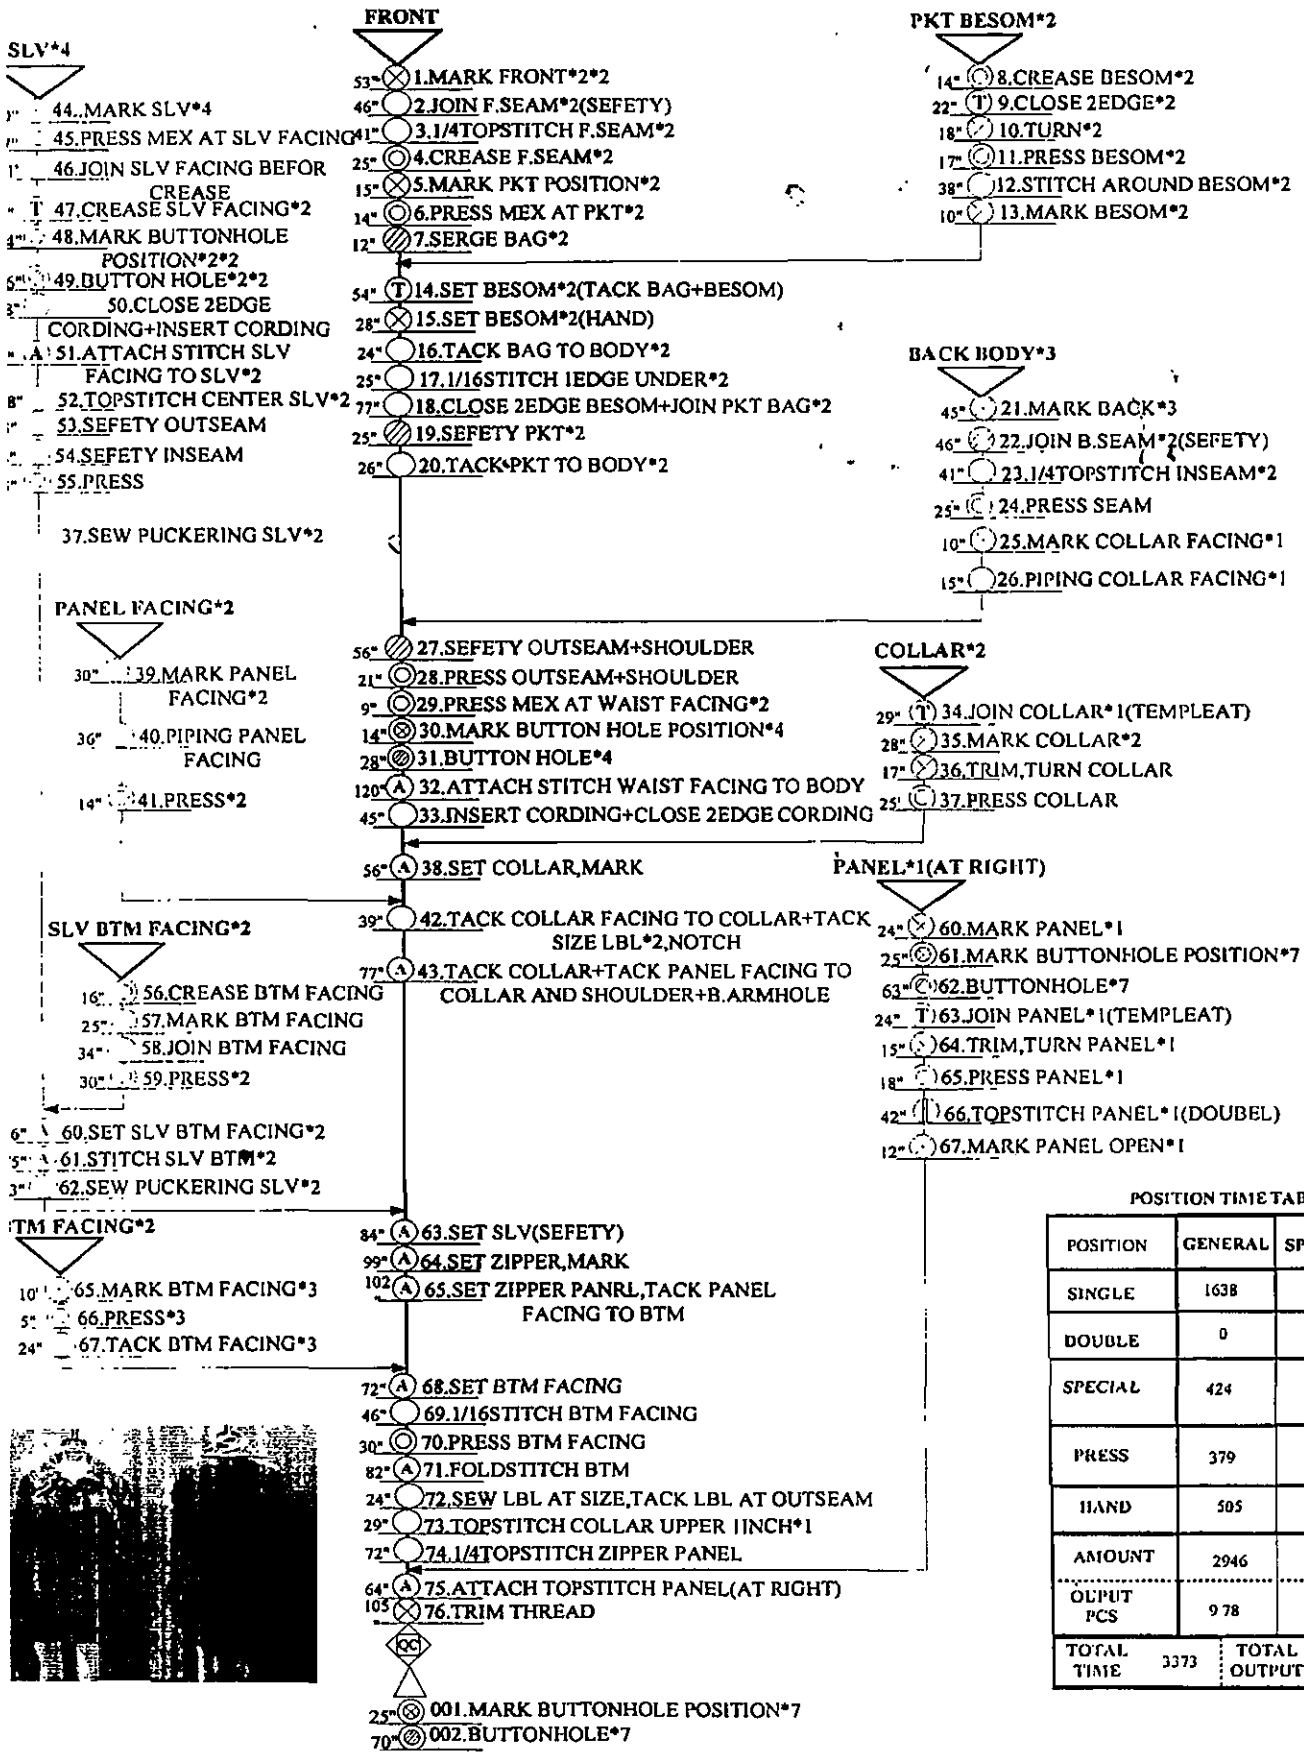 SLV*4
44..MARK SLV*4
45.PRESS MEX AT SLV FACING
46.JOIN SLV FACING BEFOR
CREASE
T 47.CREASE SLV FACING*2
48.MARK BUTTONHOLE
POSITION*2*2
49.BUTTON HOLE*2*2
50.CLOSE 2EDGE
CORDING+INSERT CORDING
A 51.ATTACH STITCH SLV
FACING TO SLV*2
52.TOPSTITCH CENTER SLV*2
53.SEFETY OUTSEAM
54.SEFETY INSEAM
55.PRESS
37.SEW PUCKERING SLV*2
PANEL FACING*2
30" 39.MARK PANEL
FACING*2
36" 40.PIPING PANEL
FACING
14" 41.PRESS*2
SLV BTM FACING*2
16" 56.CREASE BTM FACING
25" 57.MARK BTM FACING
34" 58.JOIN BTM FACING
30" 59.PRESS*2
6" A 60.SET SLV BTM FACING*2
5" A 61.STITCH SLV BTM*2
3" 62.SEW PUCKERING SLV*2
TM FACING*2
10" 65.MARK BTM FACING*3
5" 66.PRESS*3
24" 67.TACK BTM FACING*3
FRONT
53" 1.MARK FRONT*2*2
46" 2.JOIN F.SEAM*2(SEFETY)
41" 3.1/4TOPSTITCH F.SEAM*2
25" 4.CREASE F.SEAM*2
15" 5.MARK PKT POSITION*2
14" 6.PRESS MEX AT PKT*2
12" 7.SERGE BAG*2
54" T 14.SET BESOM*2(TACK BAG+BESOM)
28" 15.SET BESOM*2(HAND)
24" 16.TACK BAG TO BODY*2
25" 17.1/16STITCH 1EDGE UNDER*2
77" 18.CLOSE 2EDGE BESOM+JOIN PKT BAG*2
25" 19.SEFETY PKT*2
26" 20.TACK PKT TO BODY*2
56" 27.SEFETY OUTSEAM+SHOULDER
21" 28.PRESS OUTSEAM+SHOULDER
9" 29.PRESS MEX AT WAIST FACING*2
14" 30.MARK BUTTON HOLE POSITION*4
28" 31.BUTTON HOLE*4
120" A 32.ATTACH STITCH WAIST FACING TO BODY
45" 33.INSERT CORDING+CLOSE 2EDGE CORDING
56" A 38.SET COLLAR,MARK
39" 42.TACK COLLAR FACING TO COLLAR+TACK
SIZE LBL*2,NOTCH
77" A 43.TACK COLLAR+TACK PANEL FACING TO
COLLAR AND SHOULDER+B.ARMHOLE
84" A 63.SET SLV(SEFETY)
99" A 64.SET ZIPPER,MARK
102 A 65.SET ZIPPER PANRL,TACK PANEL
FACING TO BTM
72" A 68.SET BTM FACING
46" 69.1/16STITCH BTM FACING
30" 70.PRESS BTM FACING
82" A 71.FOLDSTITCH BTM
24" 72.SEW LBL AT SIZE,TACK LBL AT OUTSEAM
29" 73.TOPSTITCH COLLAR UPPER 1INCH*1
72" 74.1/4TOPSTITCH ZIPPER PANEL
64" A 75.ATTACH TOPSTITCH PANEL(AT RIGHT)
105 76.TRIM THREAD
QC
25" 001.MARK BUTTONHOLE POSITION*7
70" 002.BUTTONHOLE*7
PKT BESOM*2
14" 8.CREASE BESOM*2
22" T 9.CLOSE 2EDGE*2
18" 10.TURN*2
17" 11.PRESS BESOM*2
38" 12.STITCH AROUND BESOM*2
10" 13.MARK BESOM*2
BACK BODY*3
45" 21.MARK BACK*3
46" 22.JOIN B.SEAM*2(SEFETY)
41" 23.1/4TOPSTITCH INSEAM*2
25" 24.PRESS SEAM
10" 25.MARK COLLAR FACING*1
15" 26.PIPING COLLAR FACING*1
COLLAR*2
29" T 34.JOIN COLLAR*1(TEMPLEAT)
28" 35.MARK COLLAR*2
17" 36.TRIM,TURN COLLAR
25' 37.PRESS COLLAR
PANEL*1(AT RIGHT)
24" 60.MARK PANEL*1
25" 61.MARK BUTTONHOLE POSITION*7
63" 62.BUTTONHOLE*7
24" T 63.JOIN PANEL*1(TEMPLEAT)
15" 64.TRIM,TURN PANEL*1
18" 65.PRESS PANEL*1
42" 66.TOPSTITCH PANEL*1(DOUBEL)
12" 67.MARK PANEL OPEN*1
POSITION TIME TAB
POSITION GENERAL SP
SINGLE 1638
DOUBLE 0
SPECIAL 424
PRESS 379
HAND 505
AMOUNT 2946
OUPUT PCS 9 78
TOTAL TIME 3373 TOTAL OUTPUT